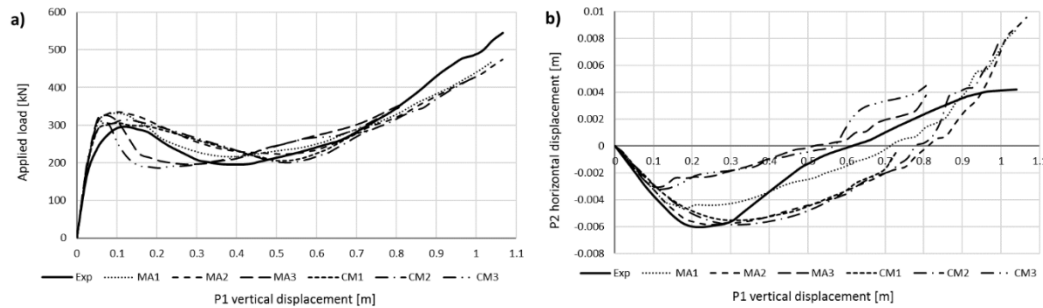 a)
Applied load [kN]
600
500
400
300
200
100
0
0 0.1 0.2 0.3 0.4 0.5 0.6 0.7 0.8 0.9 1 1.1
Exp MA1 MA2 MA3 CM1 CM2 CM3
P1 vertical displacement [m]
b)
P2 horizontal displacement [m]
0.01
0.008
0.006
0.004
0.002
0
-0.002
-0.004
-0.006
-0.008
0 0.1 0.2 0.3 0.4 0.5 0.6 0.7 0.8 0.9 1 1.1
Exp MA1 MA2 MA3 CM1 CM2 CM3
P1 vertical displacement [m]